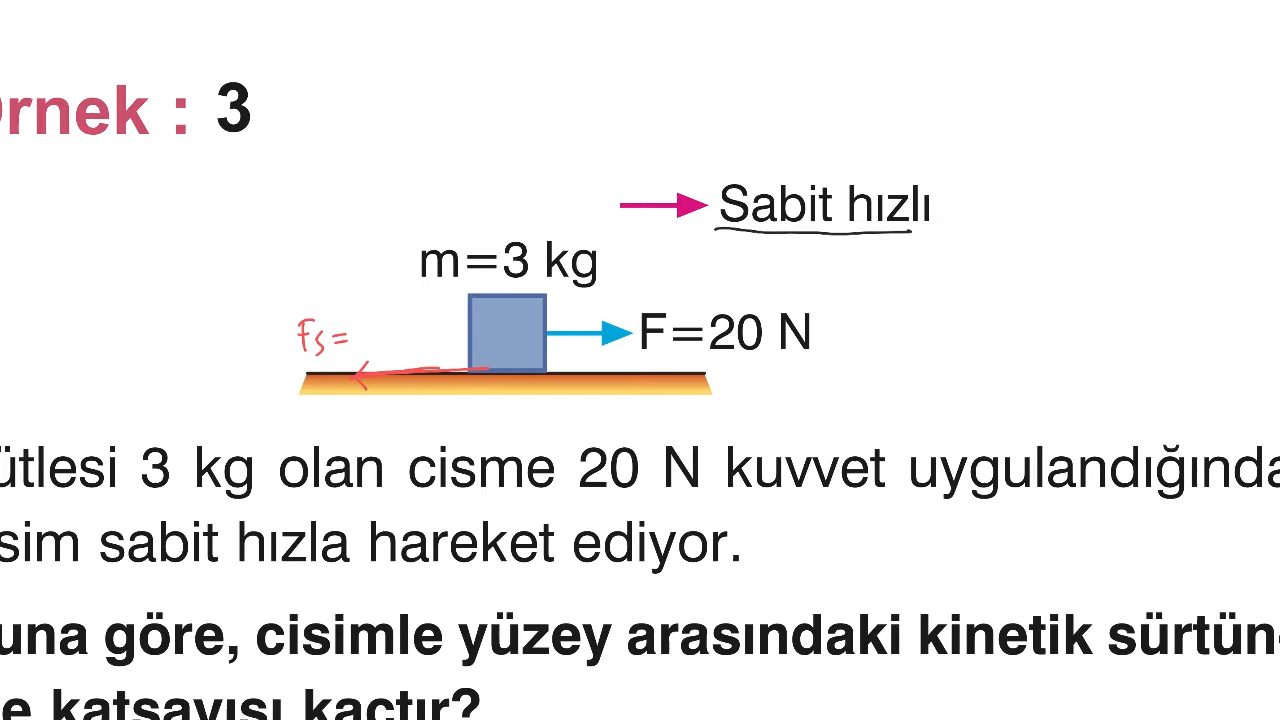 rnek : 3
Sabit hızlı
m=3 kg
fs=
F=20 N
ütlesi 3 kg olan cisme 20 N kuvvet uygulandığında
sim sabit hızla hareket ediyor.
una göre, cisimle yüzey arasındaki kinetik sürtün-
e katsayısı kaçtır?